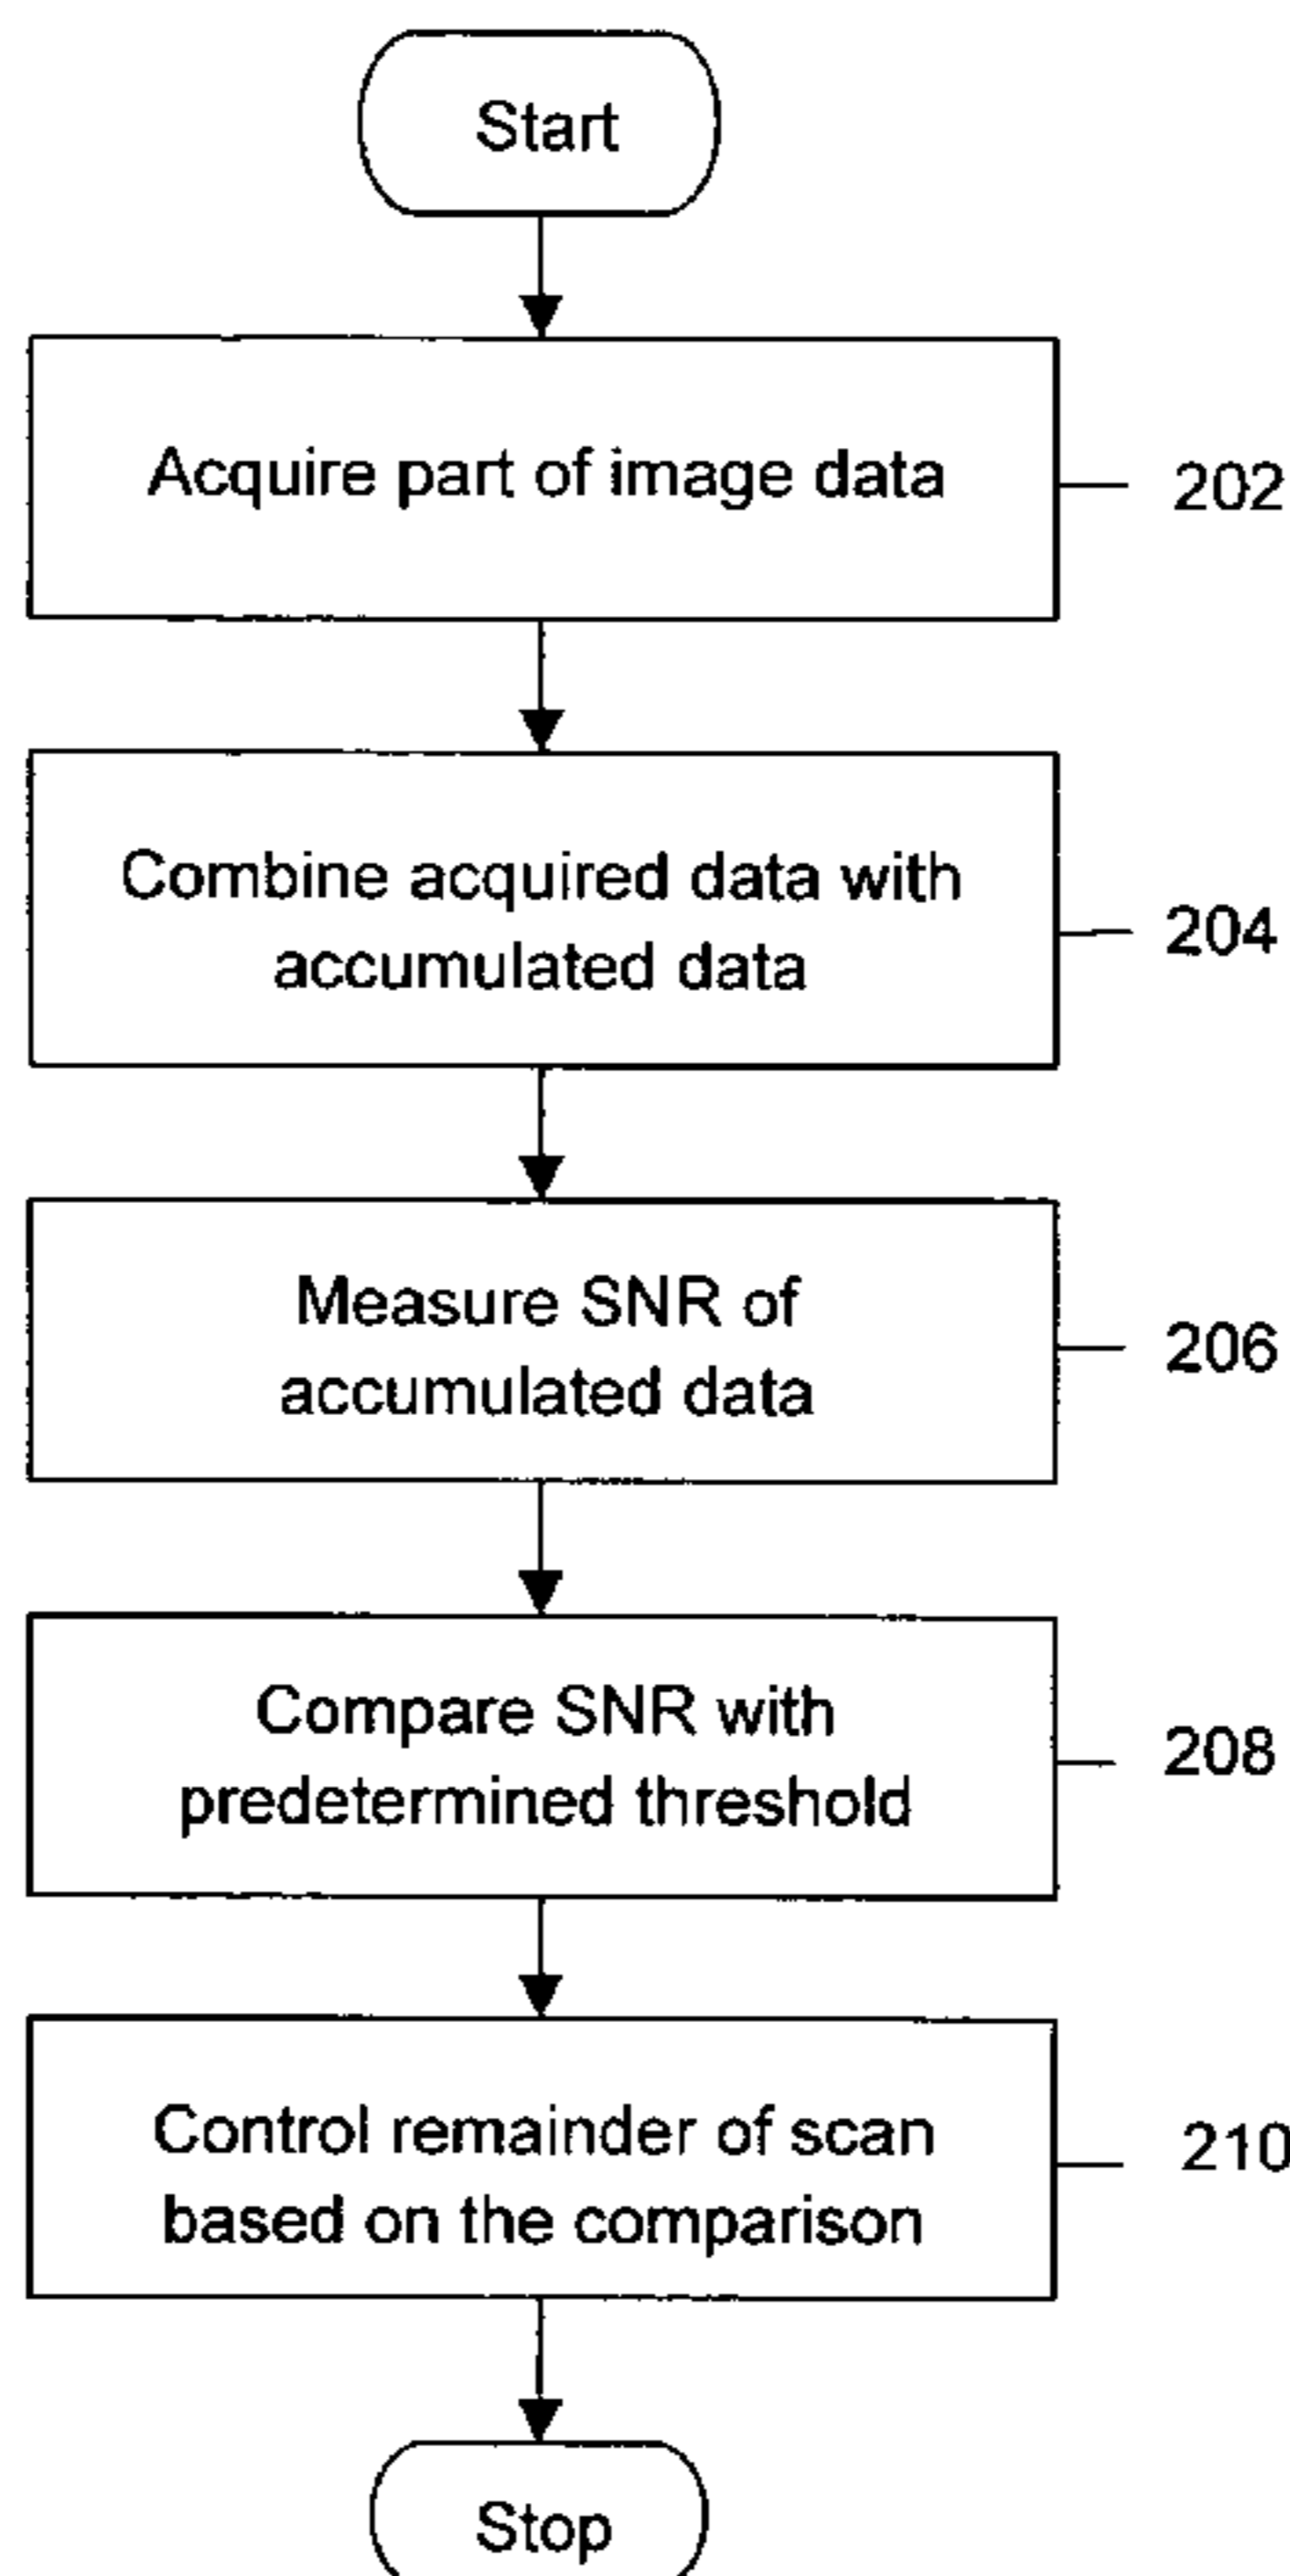 Start
Acquire part of image data
202
Combine acquired data with
accumulated data
204
Measure SNR of
accumulated data
206
Compare SNR with
predetermined threshold
208
Control remainder of scan
based on the comparison
210
Stop